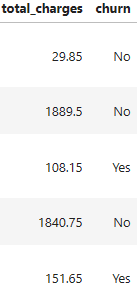 total_charges churn
29.85 No
1889.5 No
108.15 Yes
1840.75 No
151.65 Yes